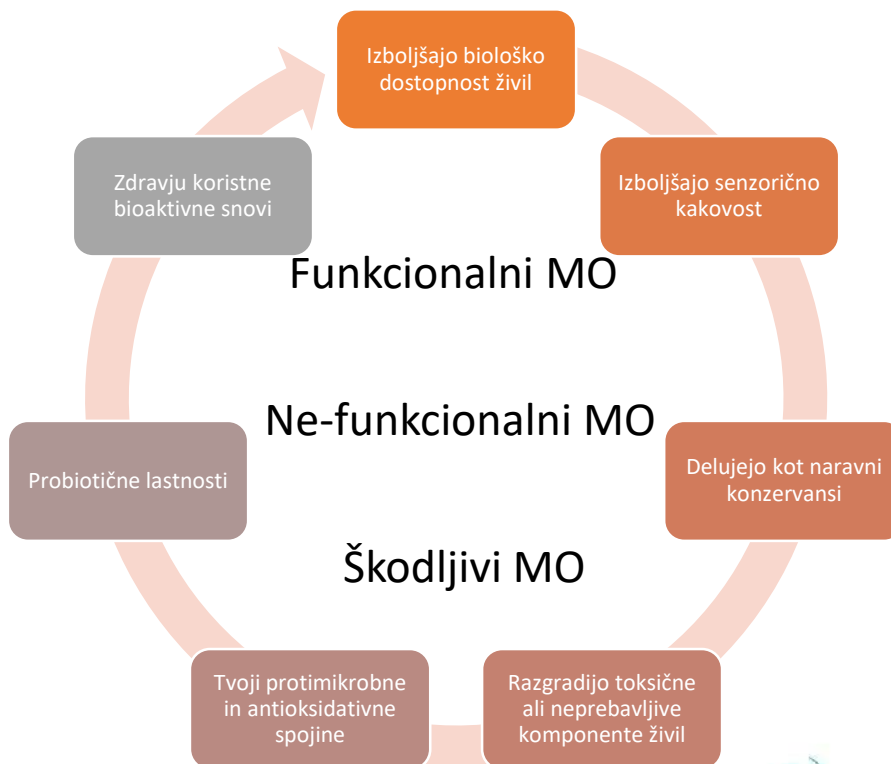 Izboljšajo biološko
dostopnost živil
Izboljšajo senzorično
kakovost
Delujejo kot naravni
konzervansi
Razgradijo toksične
ali neprebavljive
komponente živil
Tvoji protimikrobne
in antioksidativne
spojine
Probiotične lastnosti
Zdravju koristne
bioaktivne snovi
Funkcionalni MO
Ne-funkcionalni MO
Škodljivi MO